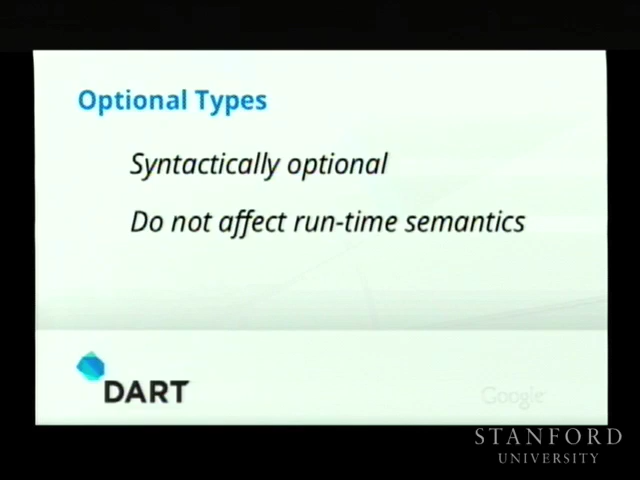 Optional Types
Syntactically optional
Do not affect run-time semantics
DART
Google
STANFORD
UNIVERSITY